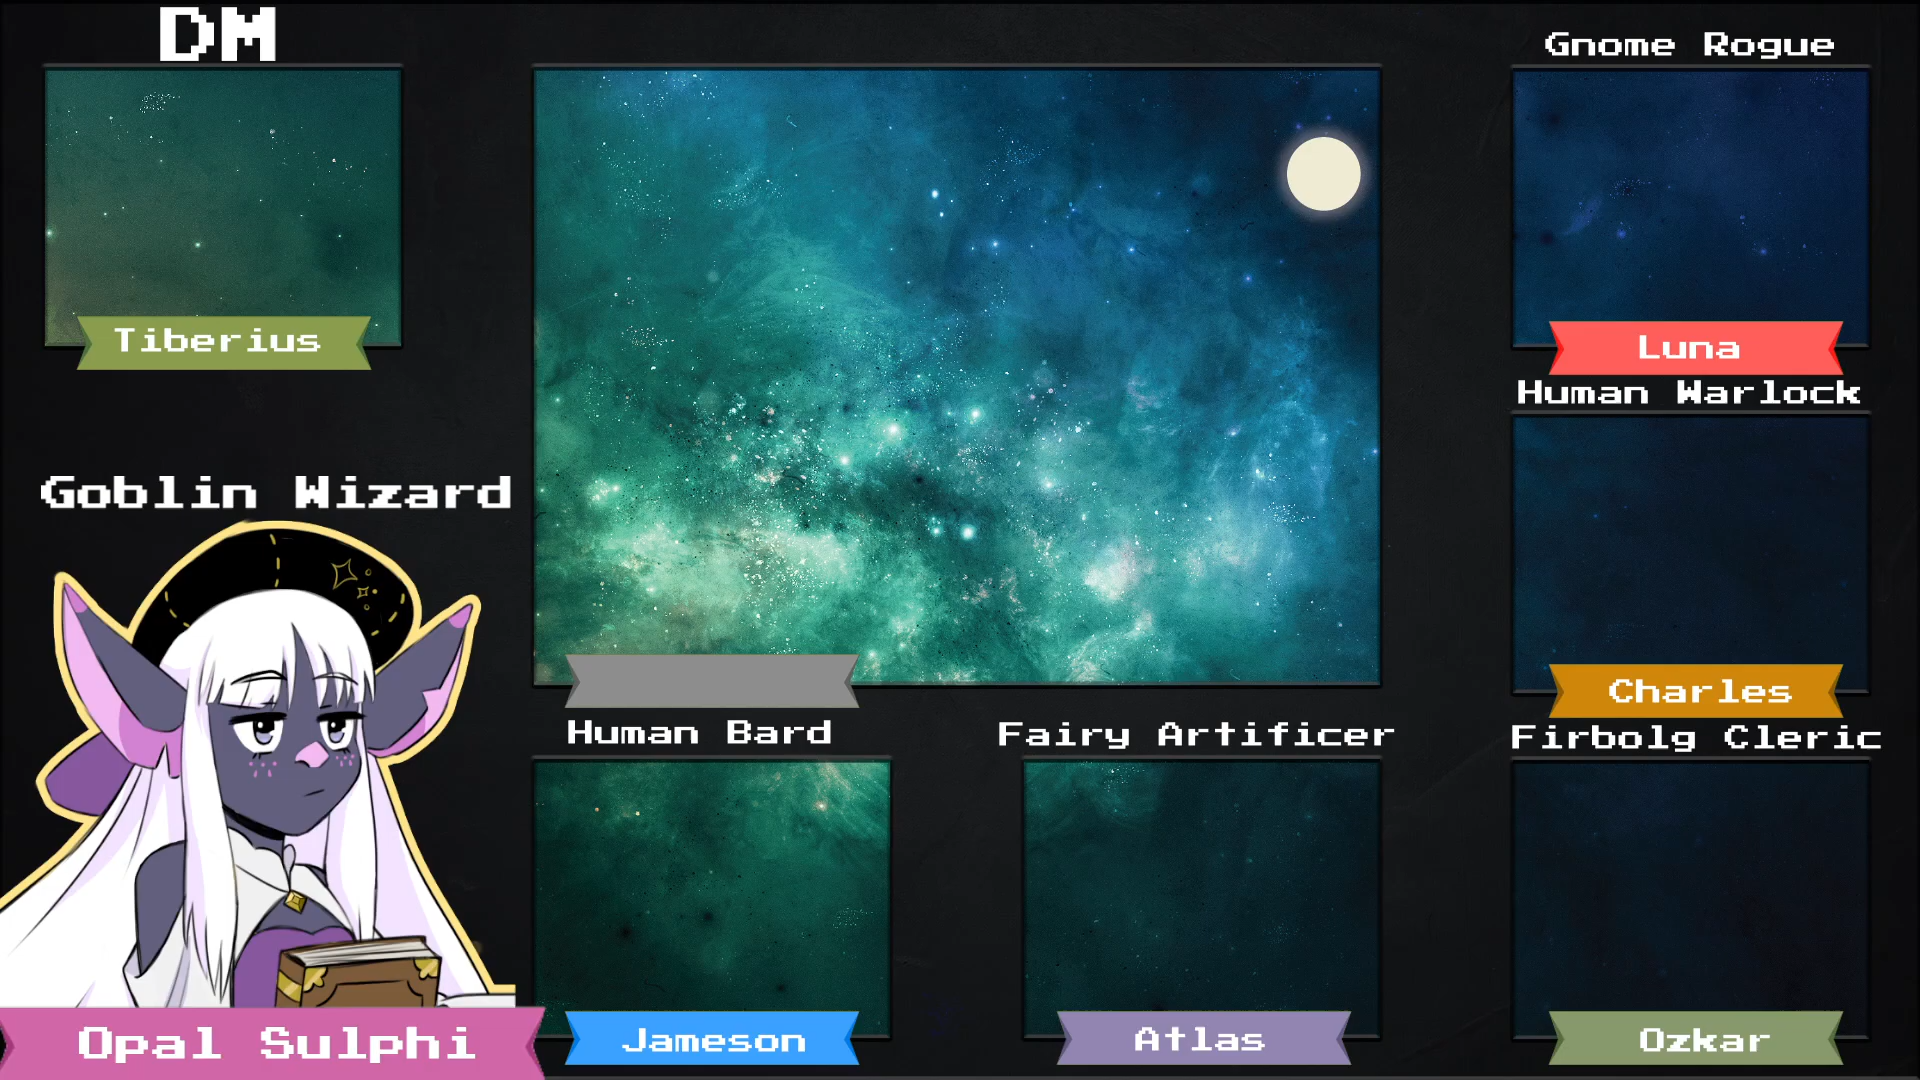 DM
Tiberius
Goblin Wizard
Opal Sulphi
Human Bard
Jameson
Fairy Artificer
Atlas
Gnome Rogue
Luna
Human Warlock
Charles
Firbolg Cleric
Ozkar